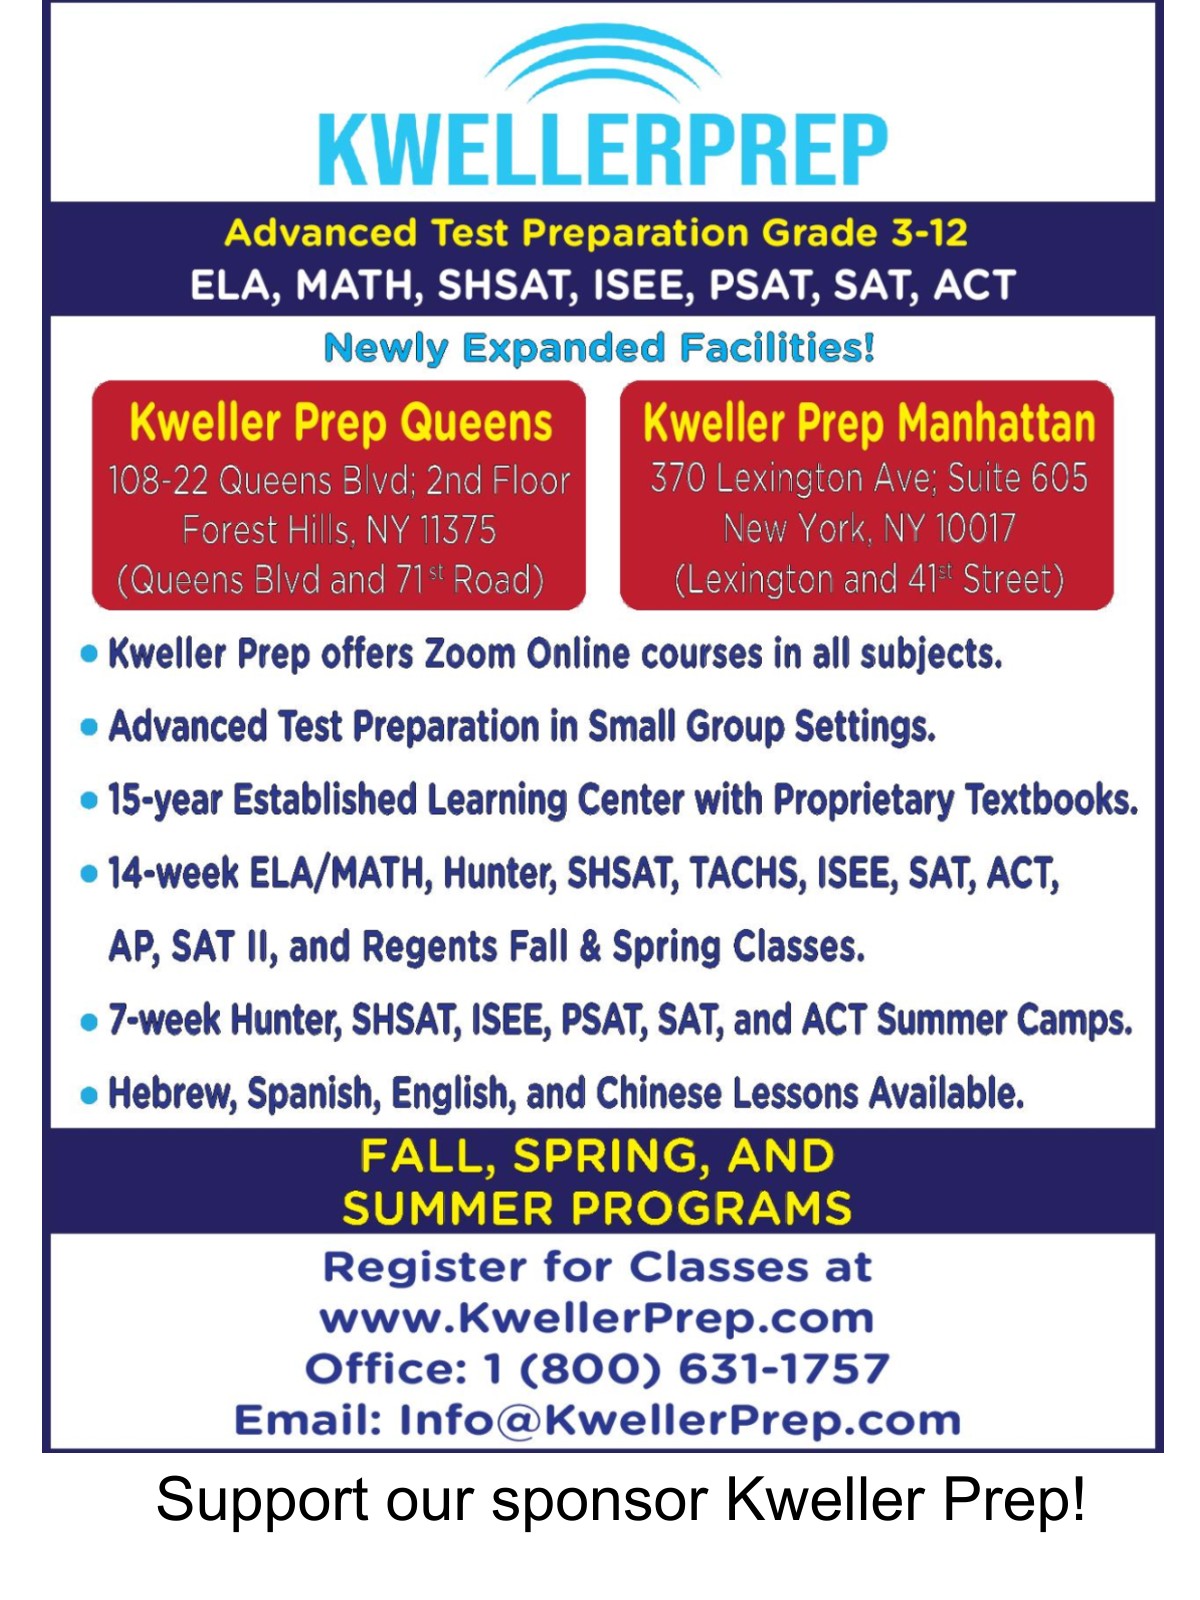 KWELLERPREP
Advanced Test Preparation Grade 3-12
ELA, MATH, SHSAT, ISEE, PSAT, SAT, ACT
Newly Expanded Facilities!
Kweller Prep Queens
108-22 Queens Blvd; 2nd Floor
Forest Hills, NY 11375
(Queens Blvd and 71st Road)
Kweller Prep Manhattan
370 Lexington Ave; Suite 605
New York, NY 10017
(Lexington and 41st Street)
• Kweller Prep offers Zoom Online courses in all subjects.
• Advanced Test Preparation in Small Group Settings.
• 15-year Established Learning Center with Proprietary Textbooks.
• 14-week ELA/MATH, Hunter, SHSAT, TACHS, ISEE, SAT, ACT,
AP, SAT II, and Regents Fall & Spring Classes.
• 7-week Hunter, SHSAT, ISEE, PSAT, SAT, and ACT Summer Camps.
• Hebrew, Spanish, English, and Chinese Lessons Available.
FALL, SPRING, AND
SUMMER PROGRAMS
Register for Classes at
www.KwellerPrep.com
Office: 1 (800) 631-1757
Email: Info@KwellerPrep.com
Support our sponsor Kweller Prep!